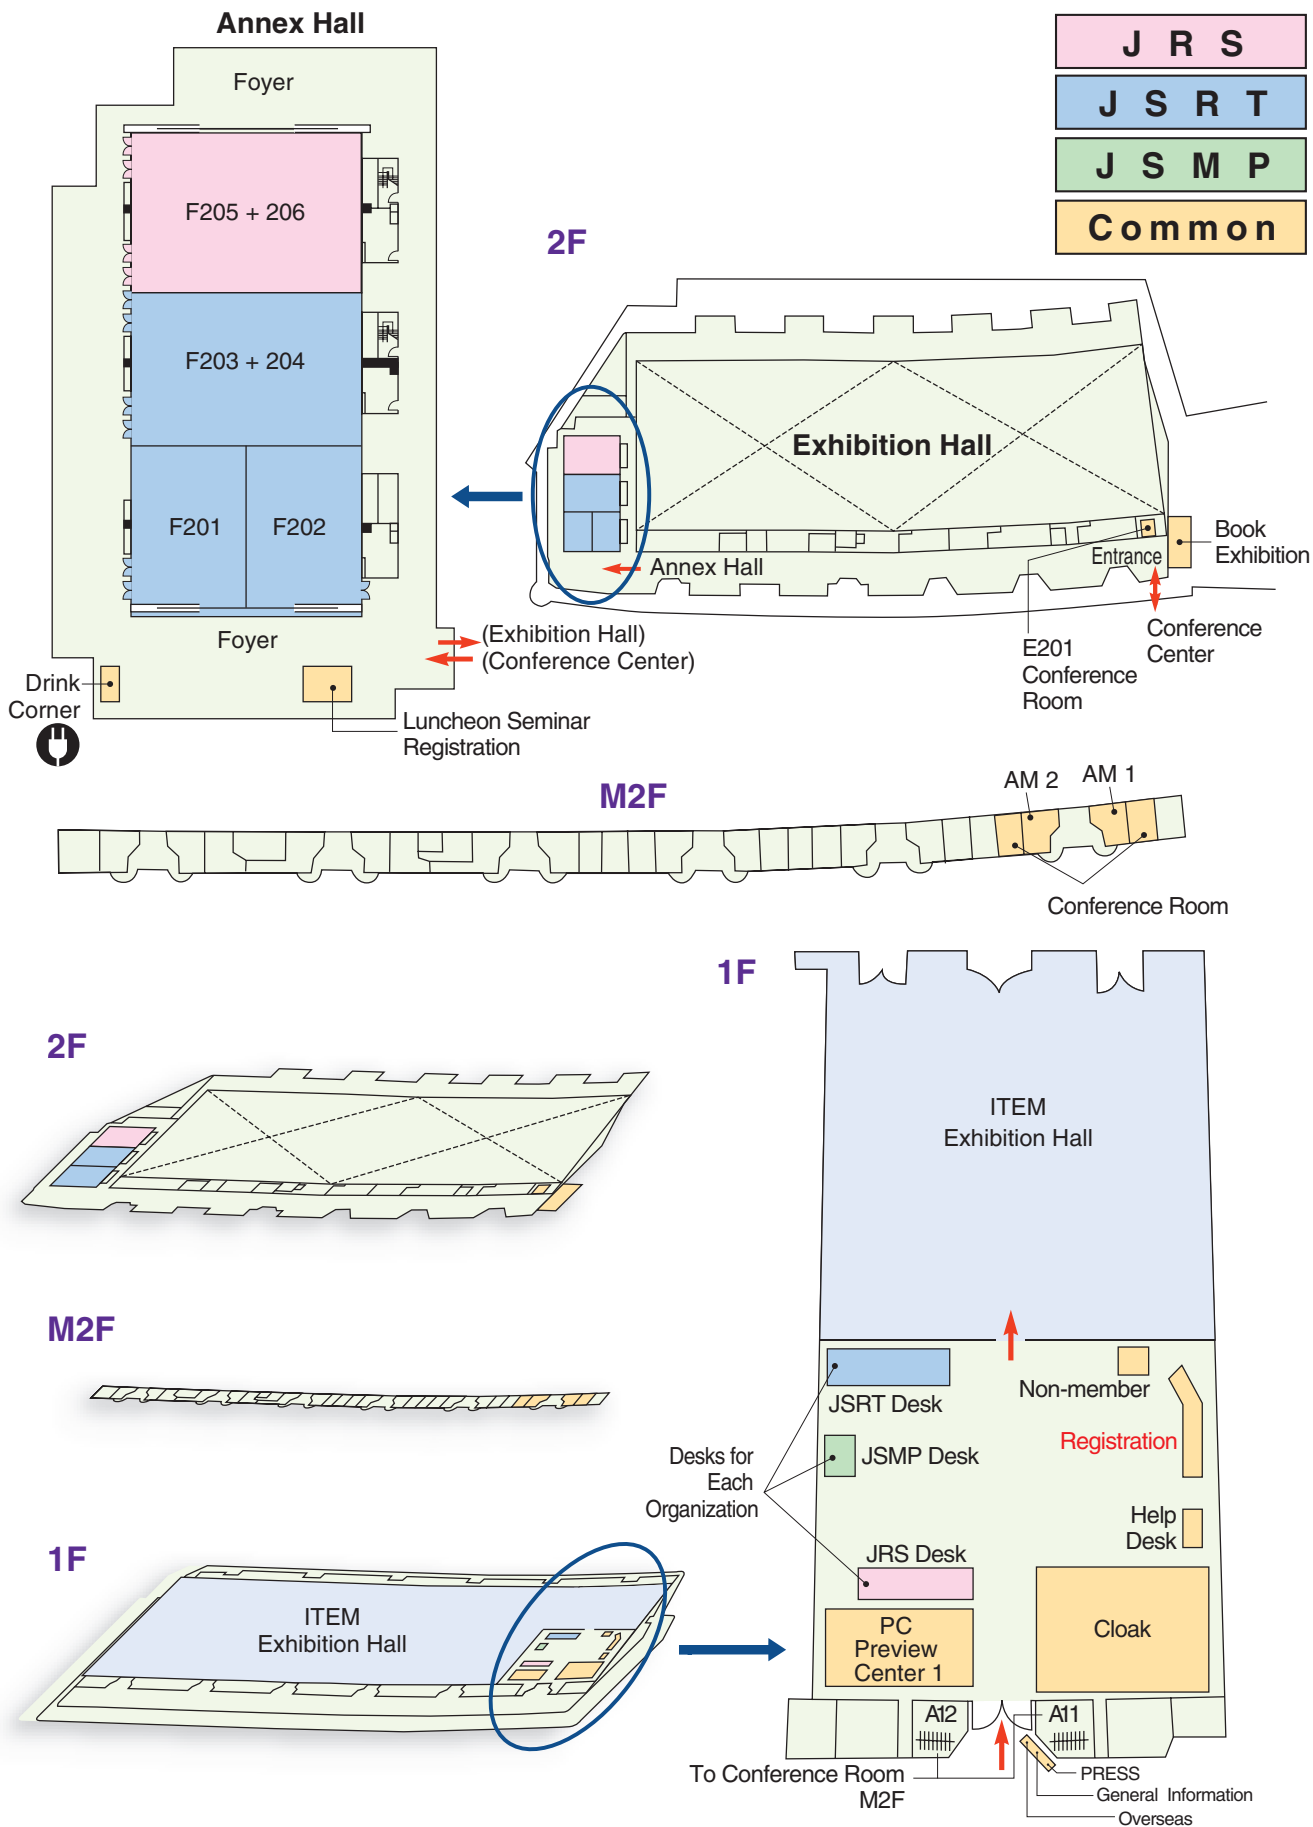 Annex Hall
J R S
J S R T
J S M P
Common
Foyer
F205 + 206
F203 + 204
F201
F202
Foyer
(Exhibition Hall)
(Conference Center)
Drink
Corner
Luncheon Seminar
Registration
2F
Exhibition Hall
Annex Hall
Entrance
Book
Exhibition
E201
Conference
Room
Conference
Center
M2F
AM 2
AM 1
Conference Room
1F
ITEM
Exhibition Hall
2F
M2F
1F
ITEM
Exhibition Hall
JSRT Desk
Non-member
Registration
JSMP Desk
Desks for
Each
Organization
Help
Desk
JRS Desk
PC
Preview
Center 1
Cloak
A12
A11
To Conference Room
M2F
PRESS
General Information
Overseas